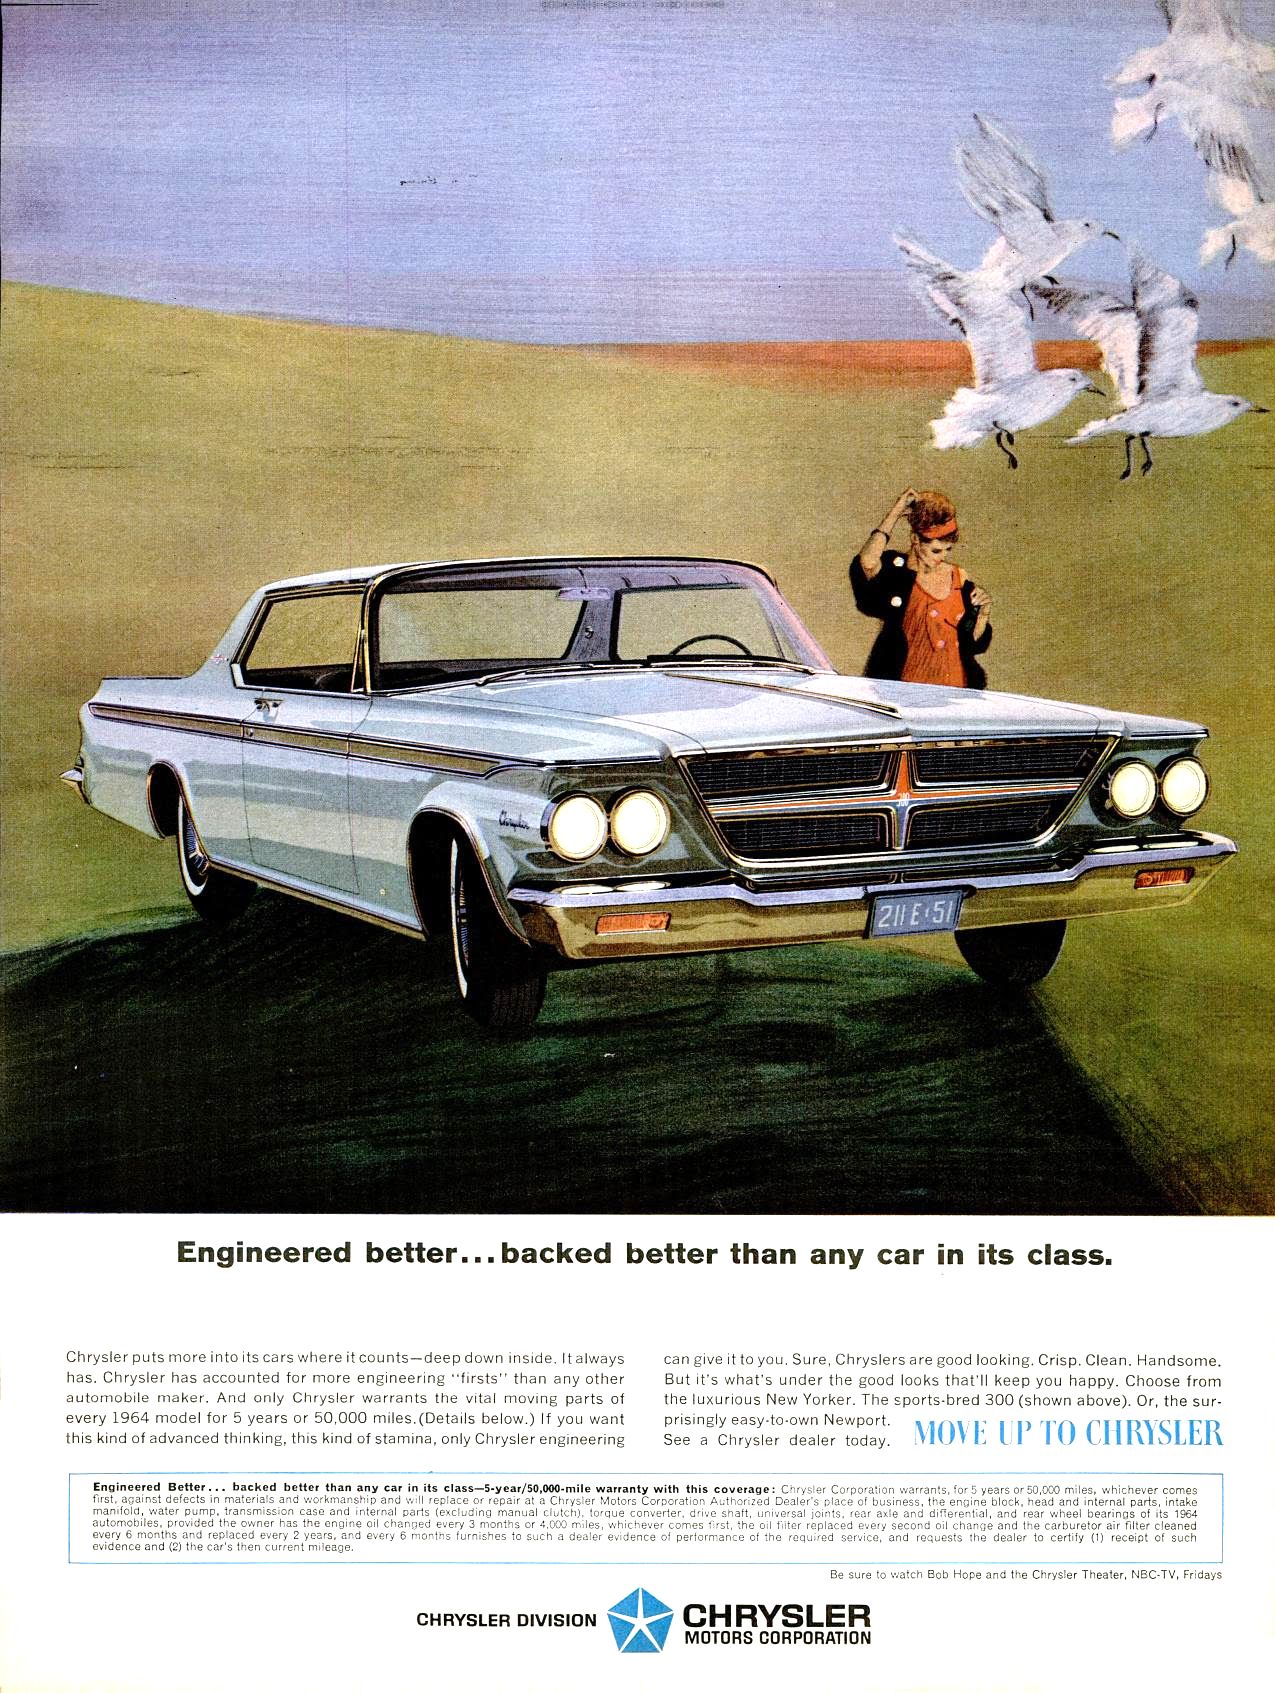 CHRYSLER
300
Chrysler
211 E 51
Engineered better...backed better than any car in its class.
Chrysler puts more into its cars where it counts—deep down inside. It always
has. Chrysler has accounted for more engineering "firsts" than any other
automobile maker. And only Chrysler warrants the vital moving parts of
every 1964 model for 5 years or 50,000 miles. (Details below.) If you want
this kind of advanced thinking, this kind of stamina, only Chrysler engineering
can give it to you. Sure, Chryslers are good looking. Crisp. Clean. Handsome.
But it's what's under the good looks that'll keep you happy. Choose from
the luxurious New Yorker. The sports-bred 300 (shown above). Or, the sur-
prisingly easy-to-own Newport.
See a Chrysler dealer today.
MOVE UP TO CHRYSLER
Engineered Better... backed better than any car in its class—5-year/50,000-mile warranty with this coverage: Chrysler Corporation warrants, for 5 years or 50,000 miles, whichever comes
first, against defects in materials and workmanship and will replace or repair at a Chrysler Motors Corporation Authorized Dealer's place of business, the engine block, head and internal parts, intake
manifold, water pump, transmission case and internal parts (excluding manual clutch), torque converter, drive shaft, universal joints, rear axle and differential, and rear wheel bearings of its 1964
automobiles, provided the owner has the engine oil changed every 3 months or 4,000 miles, whichever comes first, the oil filter replaced every second oil change and the carburetor air filter cleaned
every 6 months and replaced every 2 years, and every 6 months furnishes to such a dealer evidence of performance of the required service, and requests the dealer to certify (1) receipt of such
evidence and (2) the car's then current mileage.
Be sure to watch Bob Hope and the Chrysler Theater, NBC-TV, Fridays
CHRYSLER DIVISION
CHRYSLER
MOTORS CORPORATION